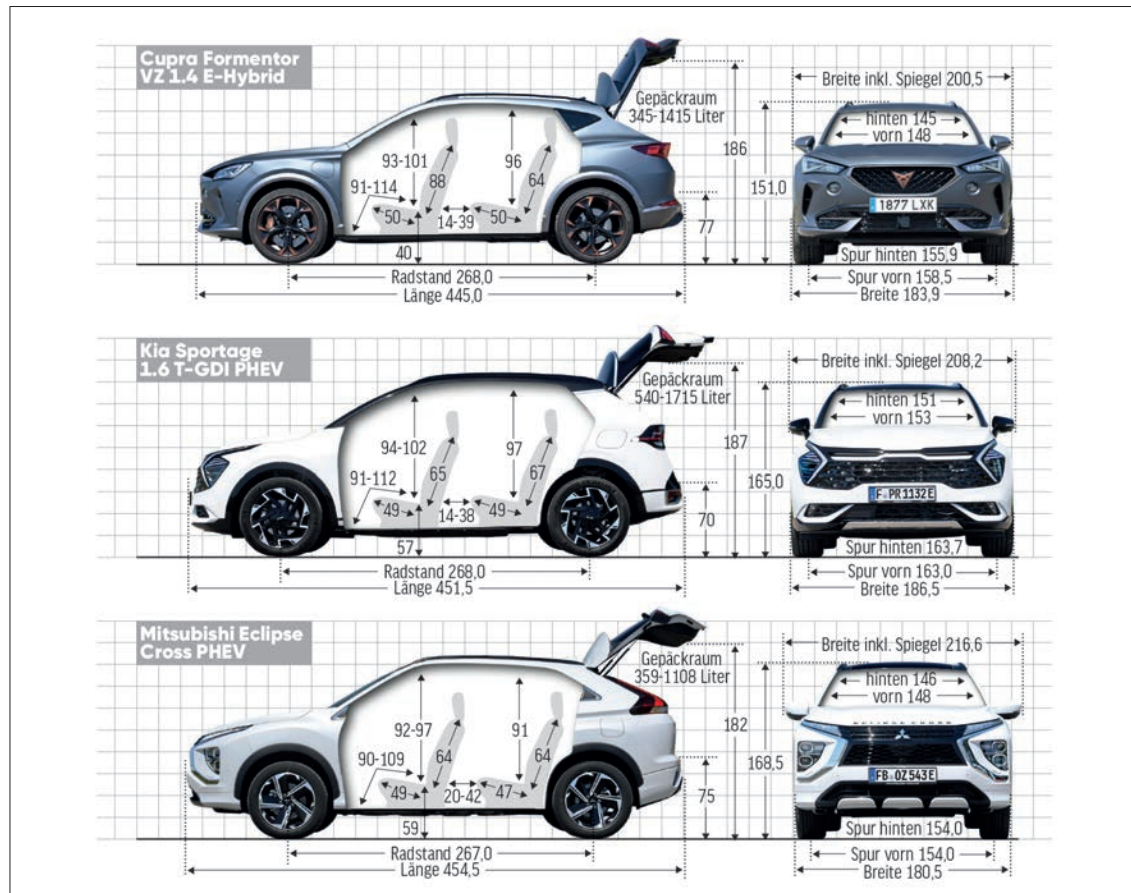 Cupra Formentor
VZ 1.4 E-Hybrid
Gepäckraum
345-1415 Liter
93-101
88
96
64
91-114
50
14-39
50
40
186
77
151,0
Radstand 268,0
Länge 445,0
Breite inkl. Spiegel 200,5
hinten 145
vorn 148
1877 LXK
Spur hinten 155,9
Spur vorn 158,5
Breite 183,9
Kia Sportage
1.6 T-GDI PHEV
Gepäckraum
540-1715 Liter
94-102
65
97
67
91-112
49
14-38
49
57
187
70
165,0
Radstand 268,0
Länge 451,5
Breite inkl. Spiegel 208,2
hinten 151
vorn 153
F PR 1132E
Spur hinten 163,7
Spur vorn 163,0
Breite 186,5
Mitsubishi Eclipse
Cross PHEV
Gepäckraum
359-1108 Liter
92-97
64
91
64
90-109
49
20-42
47
59
182
75
168,5
Radstand 267,0
Länge 454,5
Breite inkl. Spiegel 216,6
hinten 146
vorn 148
ECLIPSE CROSS
FB OZ 543E
Spur hinten 154,0
Spur vorn 154,0
Breite 180,5